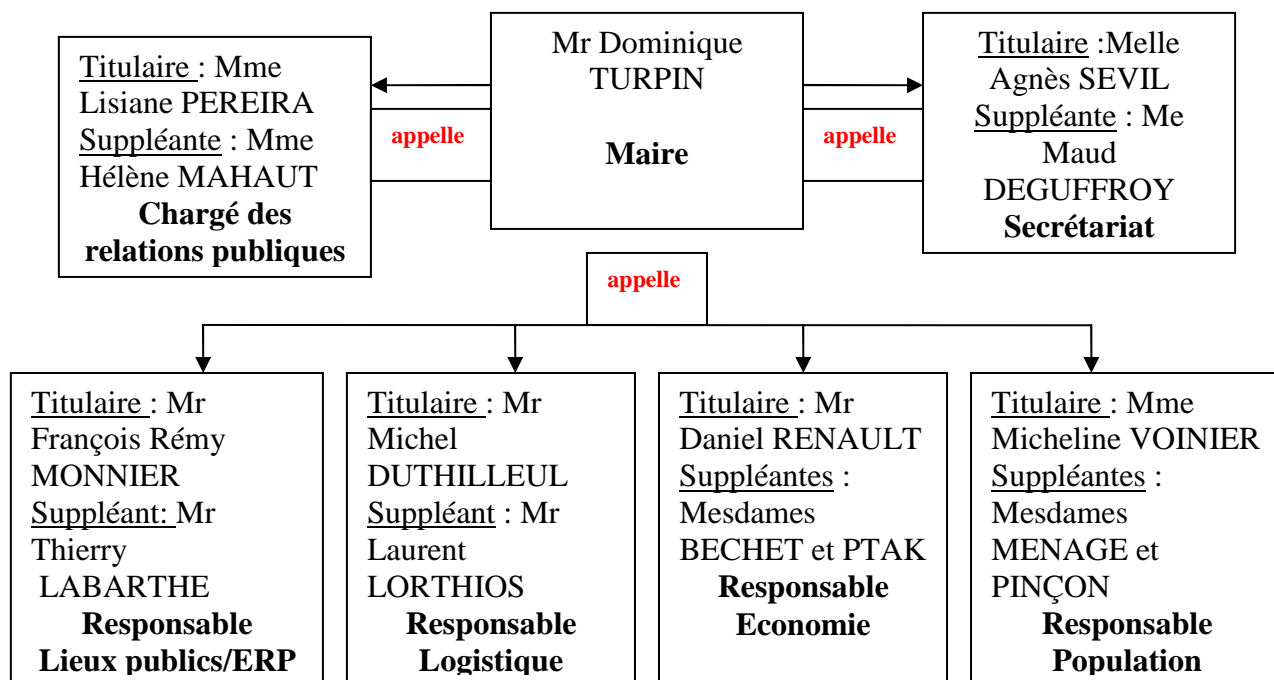 Titulaire : Mme
Lisiane PEREIRA
Suppléante : Mme
Hélène MAHAUT
Chargé des
relations publiques
appelle
Mr Dominique
TURPIN
Maire
appelle
Titulaire :Melle
Agnès SEVIL
Suppléante : Me
Maud
DEGUFFROY
Secrétariat
appelle
Titulaire : Mr
François Rémy
MONNIER
Suppléant: Mr
Thierry
LABARTHE
Responsable
Lieux publics/ERP
Titulaire : Mr
Michel
DUTHILLEUL
Suppléant : Mr
Laurent
LORTHIOS
Responsable
Logistique
Titulaire : Mr
Daniel RENAULT
Suppléantes :
Mesdames
BECHET et PTAK
Responsable
Economie
Titulaire : Mme
Micheline VOINIER
Suppléantes :
Mesdames
MENAGE et
PINÇON
Responsable
Population